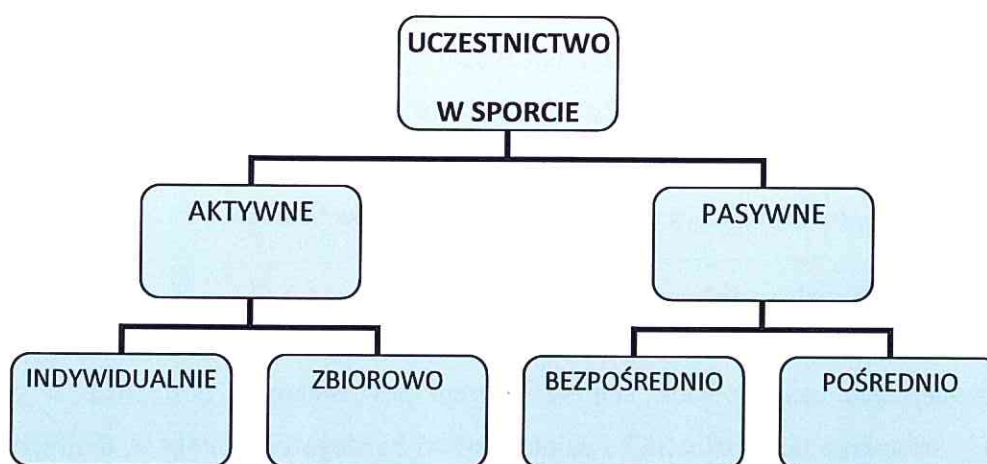 UCZESTNICTWO
W SPORCIE
AKTYWNE
PASYWNE
INDYWIDUALNIE
ZBIOROWO
BEZPOŚREDNIO
POŚREDNIO